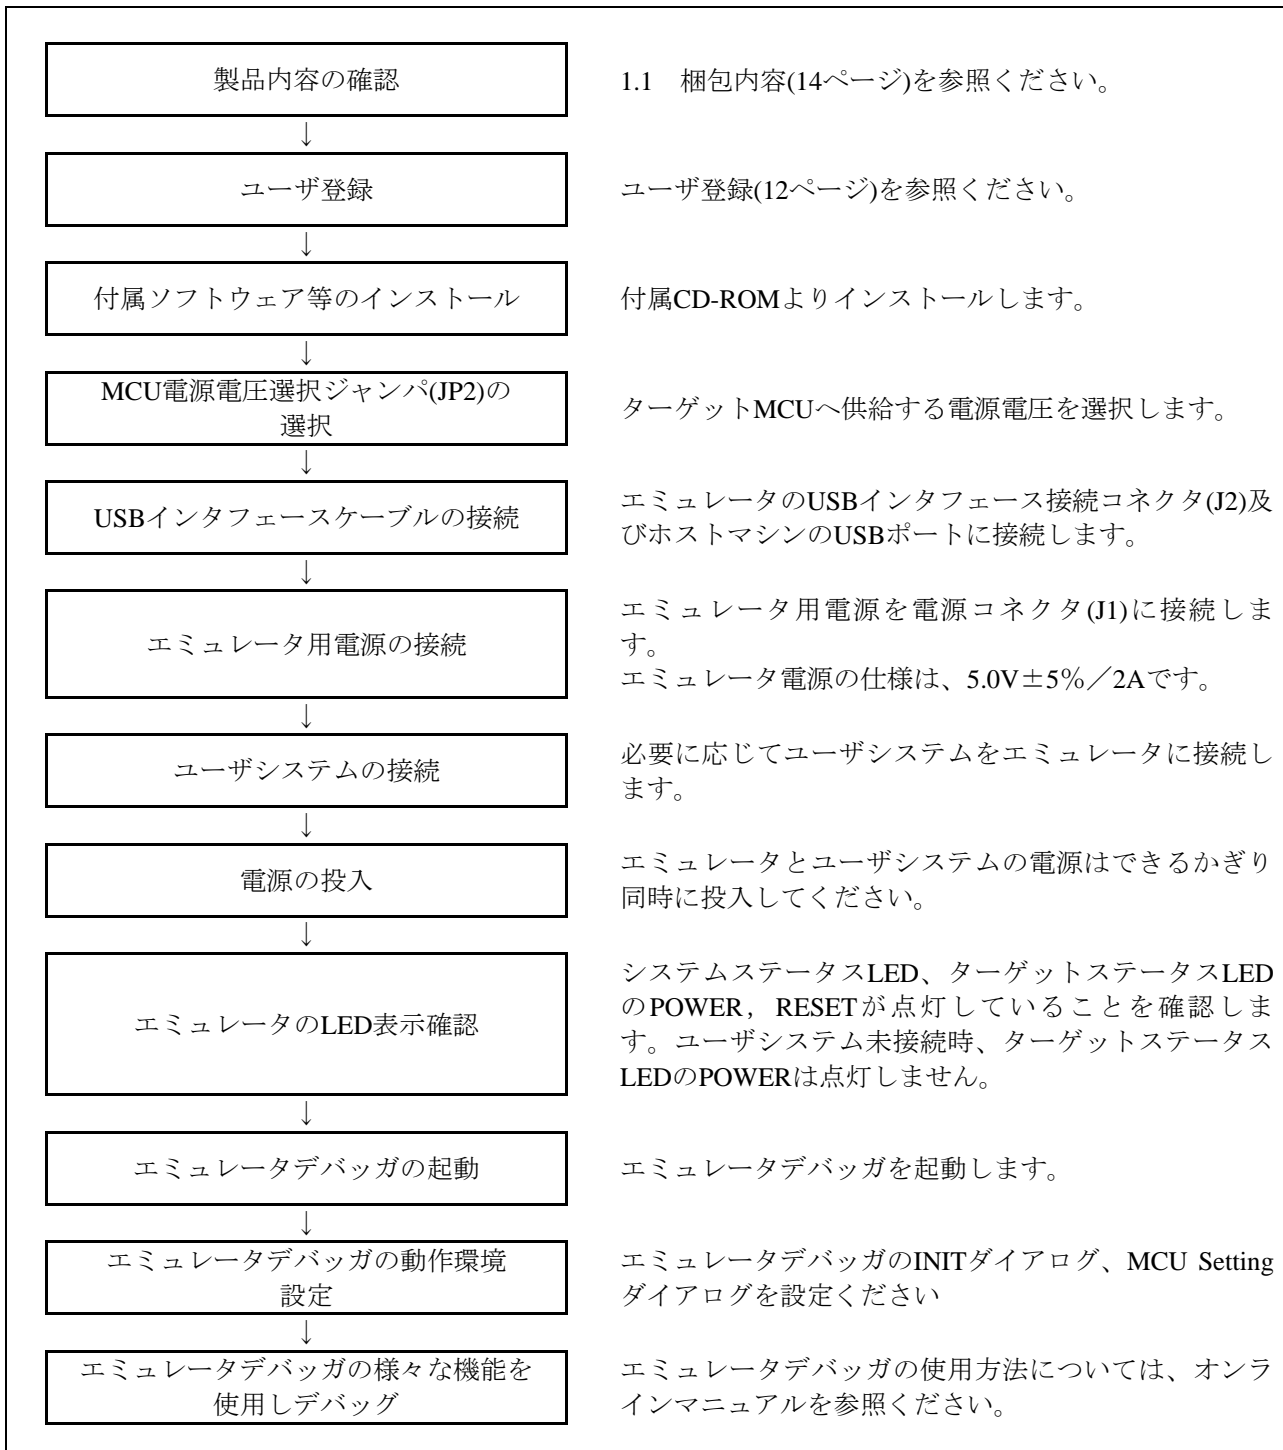 製品内容の確認
1.1　梱包内容(14ページ)を参照ください。
↓
ユーザ登録
ユーザ登録(12ページ)を参照ください。
↓
付属ソフトウェア等のインストール
付属CD-ROMよりインストールします。
↓
MCU電源電圧選択ジャンパ(JP2)の
選択
ターゲットMCUへ供給する電源電圧を選択します。
↓
USBインタフェースケーブルの接続
エミュレータのUSBインタフェース接続コネクタ(J2)及
びホストマシンのUSBポートに接続します。
↓
エミュレータ用電源の接続
エミュレータ用電源を電源コネクタ(J1)に接続しま
す。
エミュレータ電源の仕様は、5.0V±5％／2Aです。
↓
ユーザシステムの接続
必要に応じてユーザシステムをエミュレータに接続し
ます。
↓
電源の投入
エミュレータとユーザシステムの電源はできるかぎり
同時に投入してください。
↓
エミュレータのLED表示確認
システムステータスLED、ターゲットステータスLED
のPOWER，RESETが点灯していることを確認しま
す。ユーザシステム未接続時、ターゲットステータス
LEDのPOWERは点灯しません。
↓
エミュレータデバッガの起動
エミュレータデバッガを起動します。
↓
エミュレータデバッガの動作環境
設定
エミュレータデバッガのINITダイアログ、MCU Setting
ダイアログを設定ください
↓
エミュレータデバッガの様々な機能を
使用しデバッグ
エミュレータデバッガの使用方法については、オンラ
インマニュアルを参照ください。